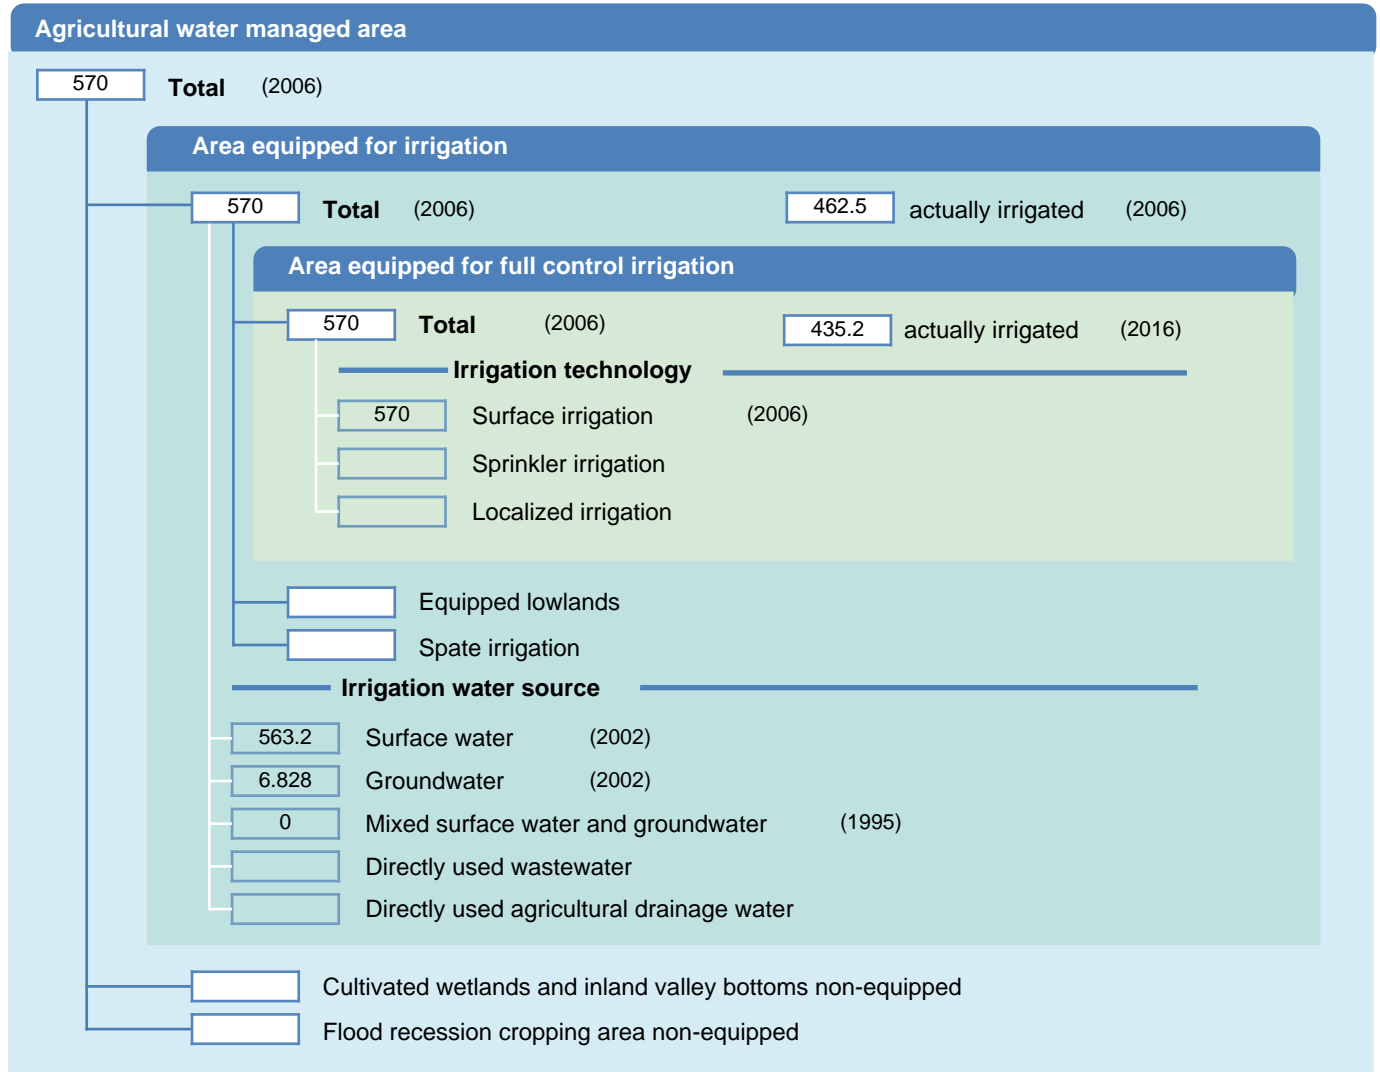 Agricultural water managed area
570 Total (2006)
Area equipped for irrigation
570 Total (2006) 462.5 actually irrigated (2006)
Area equipped for full control irrigation
570 Total (2006) 435.2 actually irrigated (2016)
Irrigation technology
570 Surface irrigation (2006)
Sprinkler irrigation
Localized irrigation
Equipped lowlands
Spate irrigation
Irrigation water source
563.2 Surface water (2002)
6.828 Groundwater (2002)
0 Mixed surface water and groundwater (1995)
Directly used wastewater
Directly used agricultural drainage water
Cultivated wetlands and inland valley bottoms non-equipped
Flood recession cropping area non-equipped